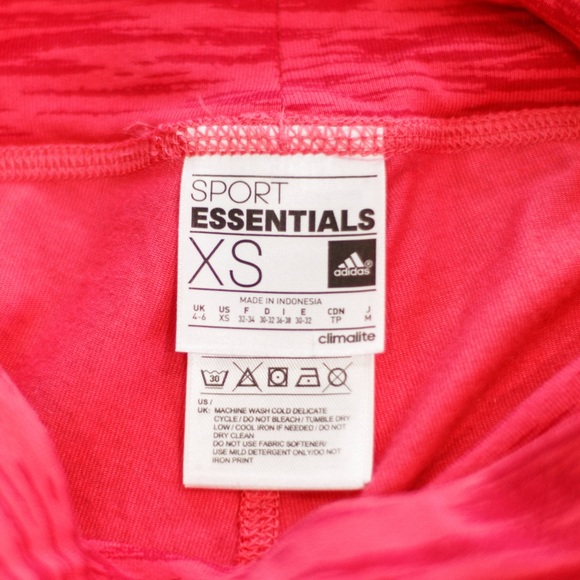 SPORT
ESSENTIALS
XS
adidas®
MADE IN INDONESIA
UK US F D I E CDN J
4-6 XS 32-34 30-32 36-38 30-32 TP M
climalite
30
US /
UK: MACHINE WASH COLD DELICATE
CYCLE / DO NOT BLEACH / TUMBLE DRY
LOW / COOL IRON IF NEEDED / DO NOT
DRY CLEAN
DO NOT USE FABRIC SOFTENER/
USE MILD DETERGENT ONLY/DO NOT
IRON PRINT